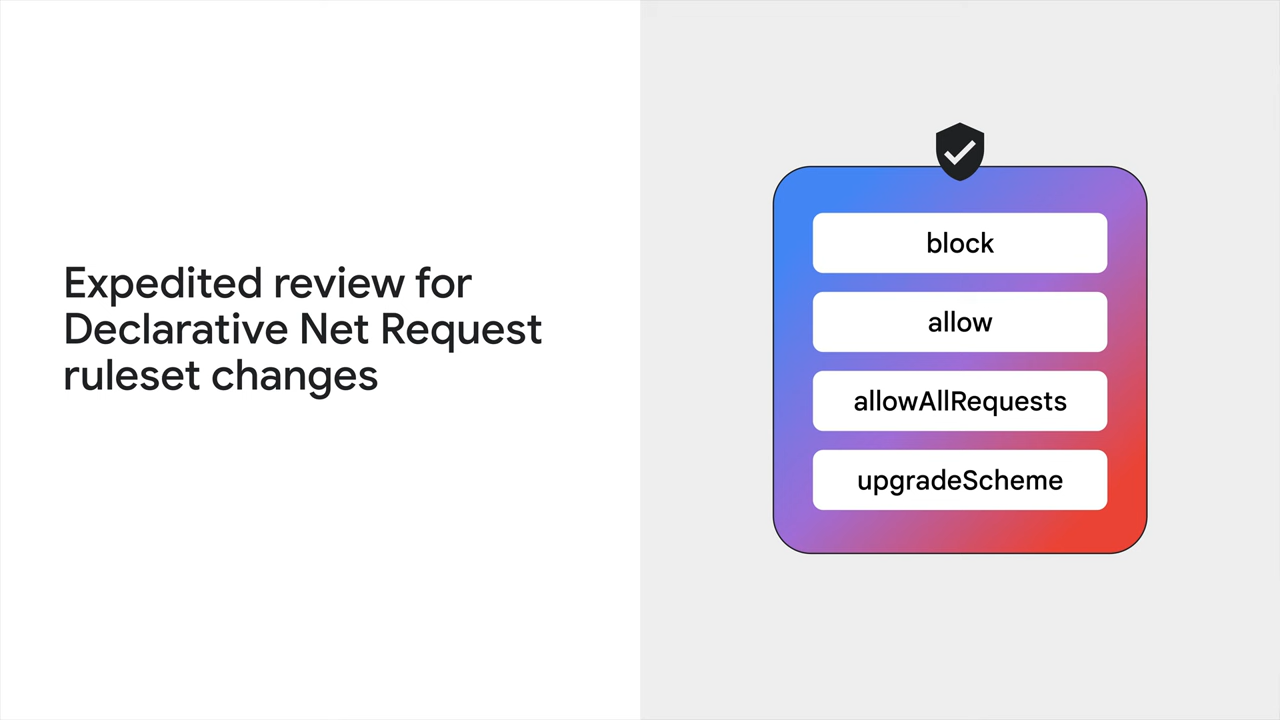 Expedited review for
Declarative Net Request
ruleset changes
block
allow
allowAllRequests
upgradeScheme